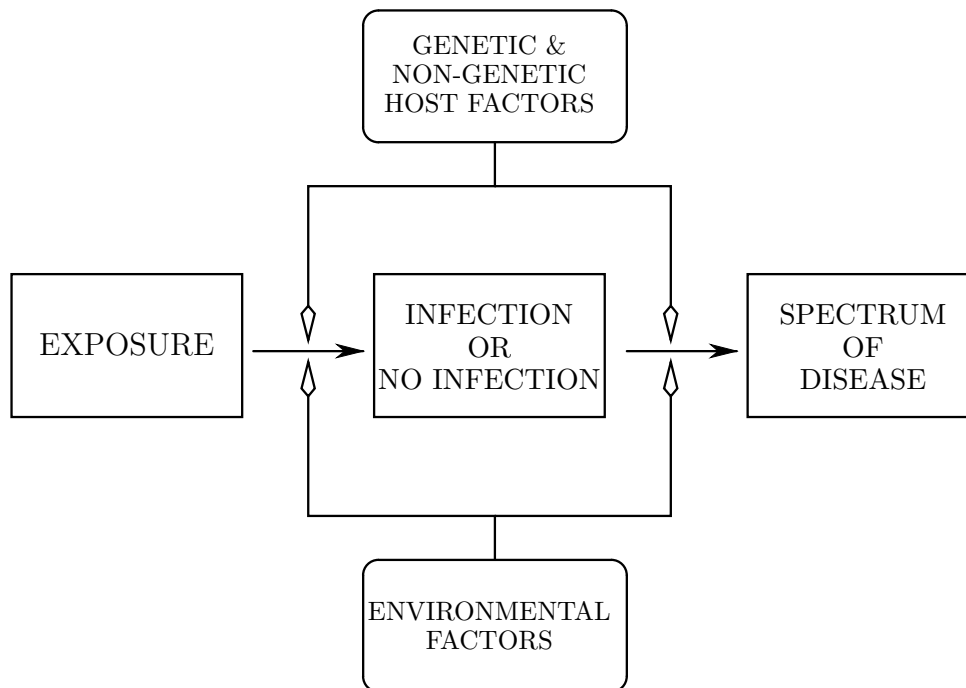 GENETIC &
NON-GENETIC
HOST FACTORS
EXPOSURE
INFECTION
OR
NO INFECTION
SPECTRUM
OF
DISEASE
ENVIRONMENTAL
FACTORS